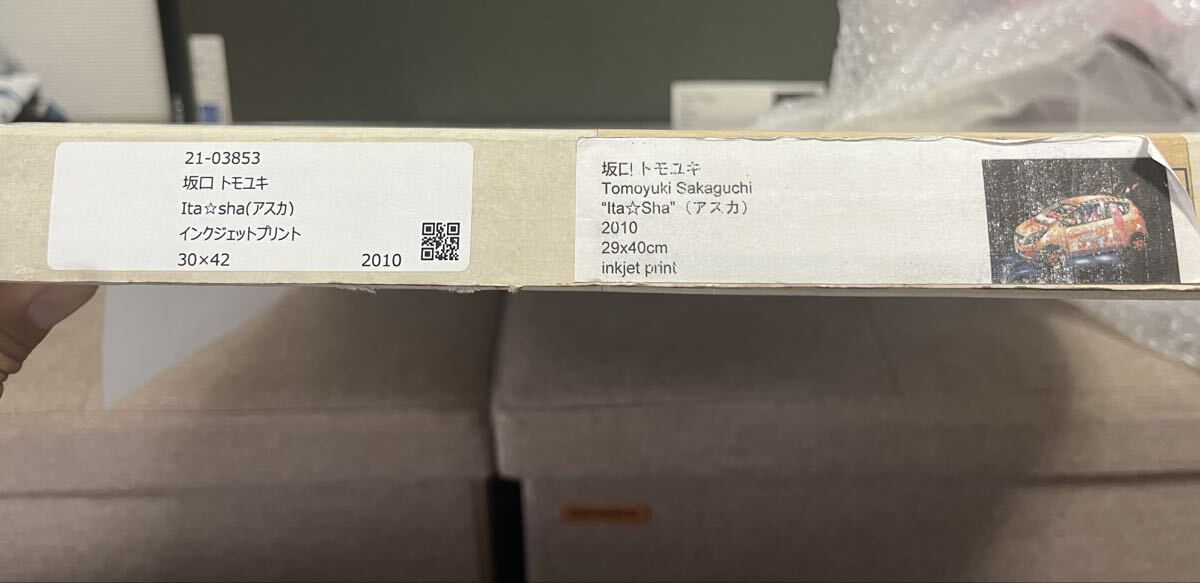 21-03853
坂口 トモユキ
Ita☆sha(アスカ)
インクジェットプリント
30×42 2010
坂口 トモユキ
Tomoyuki Sakaguchi
“Ita☆Sha”（アスカ）
2010
29x40cm
inkjet print